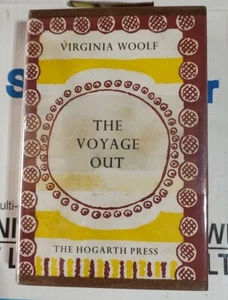 VIRGINIA WOOLF
THE
VOYAGE
OUT
THE HOGARTH PRESS